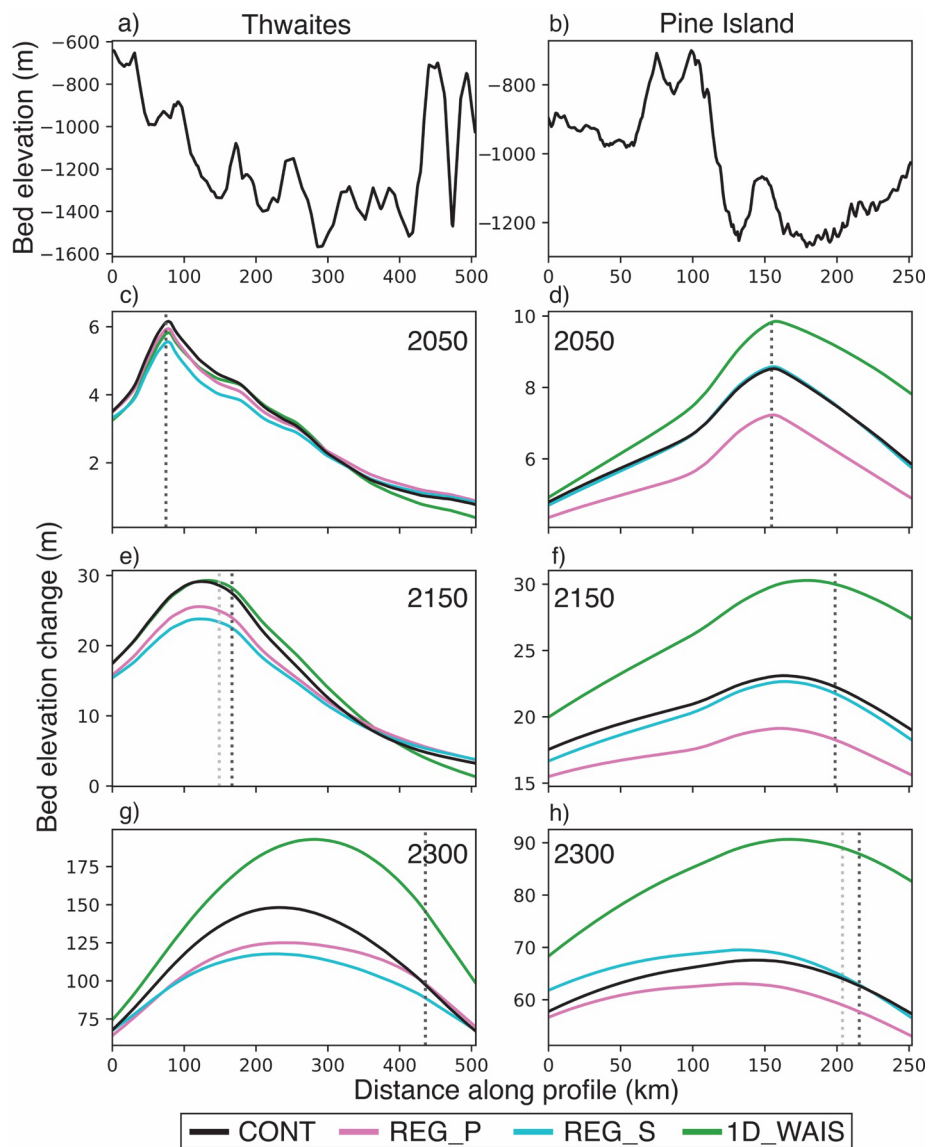 Thwaites
Pine Island
a)
b)
Bed elevation (m)
−600
−800
−1000
−1200
−1400
−1600
0 100 200 300 400 500
−800
−1000
−1200
0 50 100 150 200 250
c)
2050
6
4
2
d)
2050
10
8
6
Bed elevation change (m)
e)
2150
30
20
10
0
f)
2150
30
25
20
15
g)
2300
175
150
125
100
75
0 100 200 300 400 500
h)
2300
90
80
70
60
0 50 100 150 200 250
Distance along profile (km)
CONT REG_P REG_S 1D_WAIS